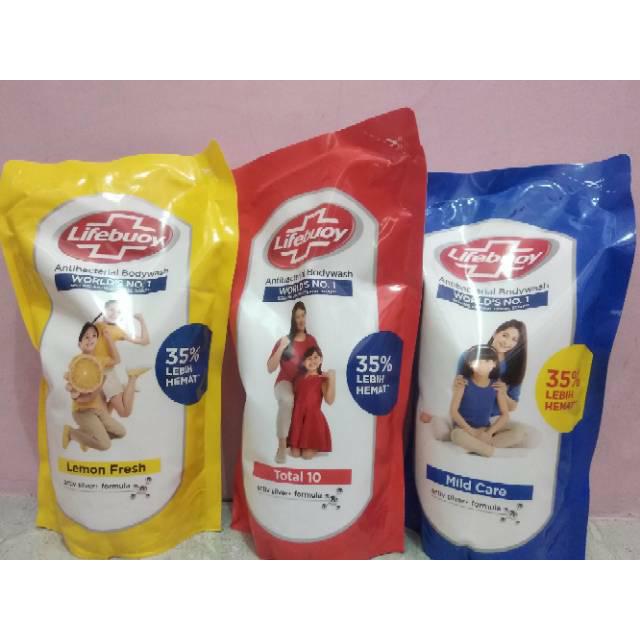 Lifebuoy
Antibacterial Bodywash
WORLD'S NO. 1
35%
LEBIH
HEMAT
Lemon Fresh
activ silver+ formula
Lifebuoy
Antibacterial Bodywash
WORLD'S NO. 1
35%
LEBIH
HEMAT
Total 10
activ silver+ formula
Lifebuoy
Antibacterial Bodywash
WORLD'S NO. 1
35%
LEBIH
HEMAT
Mild Care
activ silver+ formula